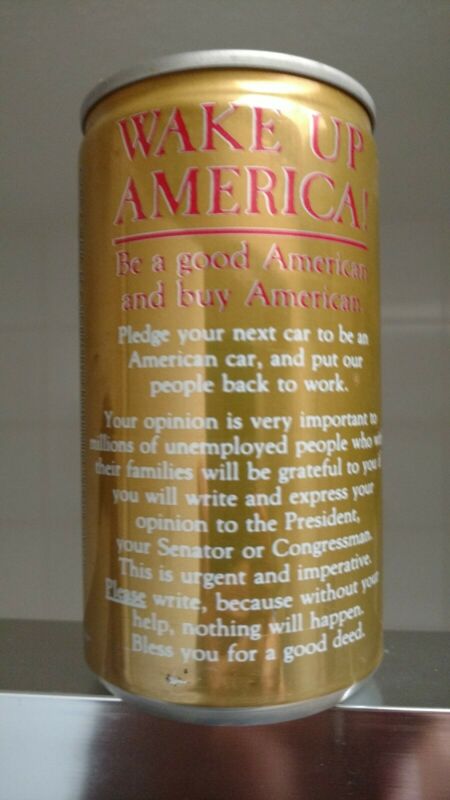 WAKE UP
AMERICA!
Be a good American
and buy American.
Pledge your next car to be an
American car, and put our
people back to work.
Your opinion is very important to
millions of unemployed people who
their families will be grateful to you
you will write and express your
opinion to the President,
your Senator or Congressman.
This is urgent and imperative.
Please write, because without your
help, nothing will happen.
Bless you for a good deed.